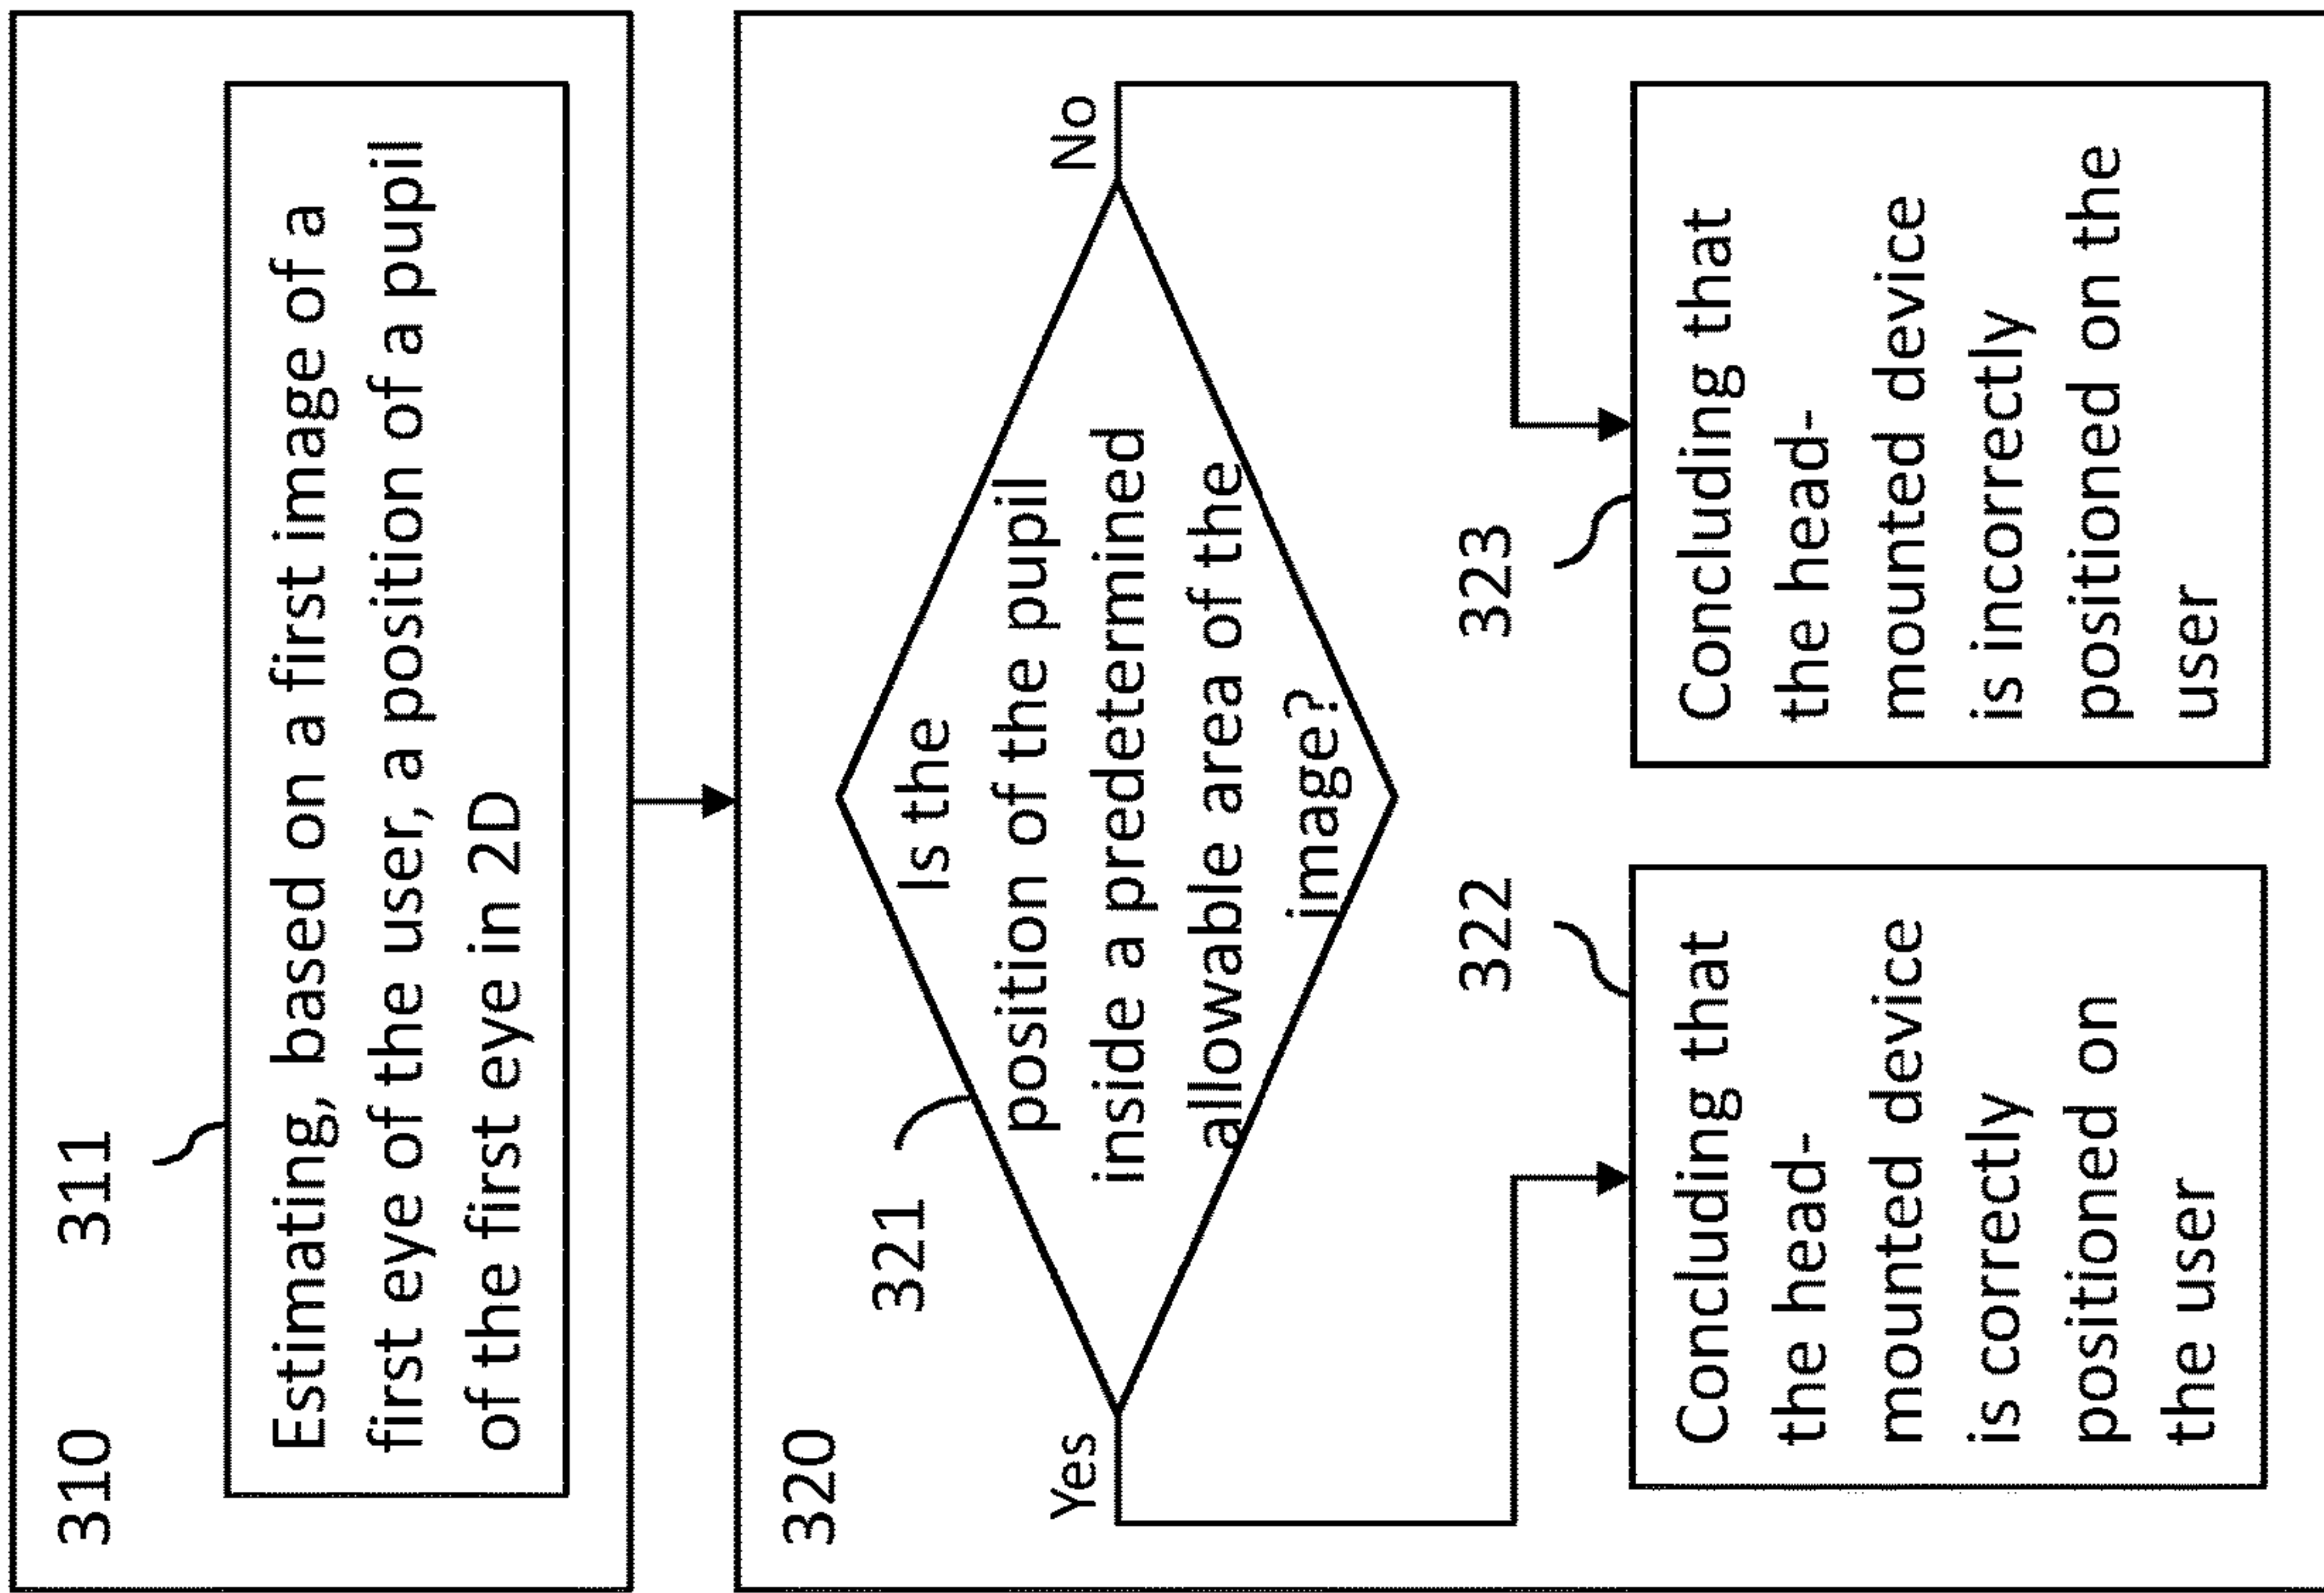 310
311
Estimating, based on a first image of a
first eye of the user, a position of a pupil
of the first eye in 2D
320
321
Is the
position of the pupil
inside a predetermined
allowable area of the
image?
Yes
No
322
Concluding that
the head-
mounted device
is correctly
positioned on
the user
323
Concluding that
the head-
mounted device
is incorrectly
positioned on the
user